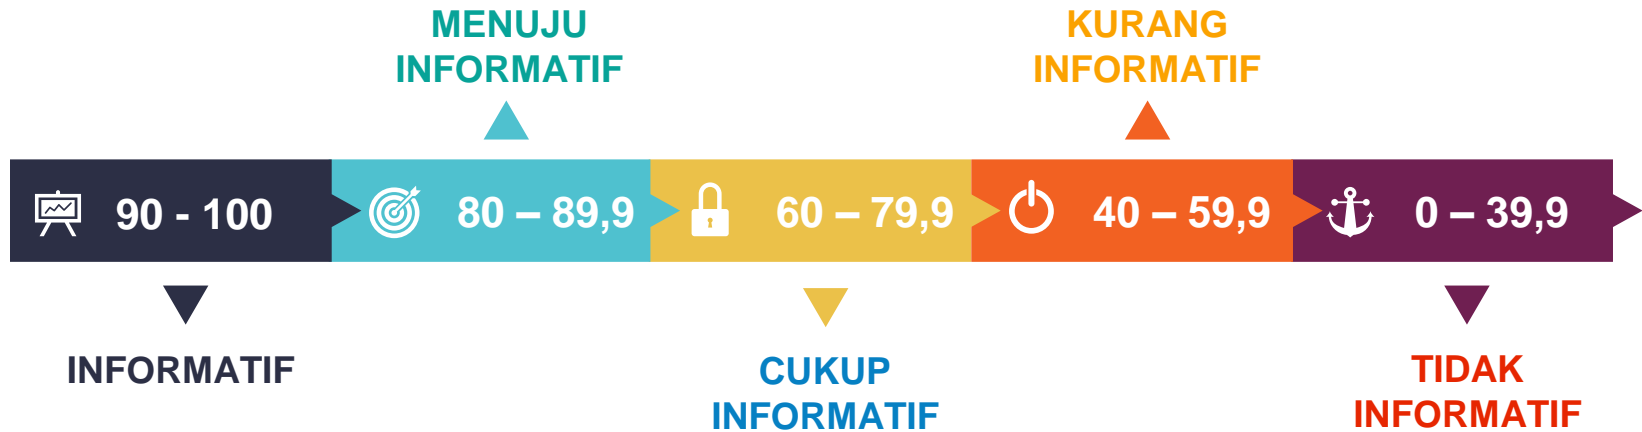 MENUJU
INFORMATIF
KURANG
INFORMATIF
90 - 100
80 – 89,9
60 – 79,9
40 – 59,9
0 – 39,9
INFORMATIF
CUKUP
INFORMATIF
TIDAK
INFORMATIF